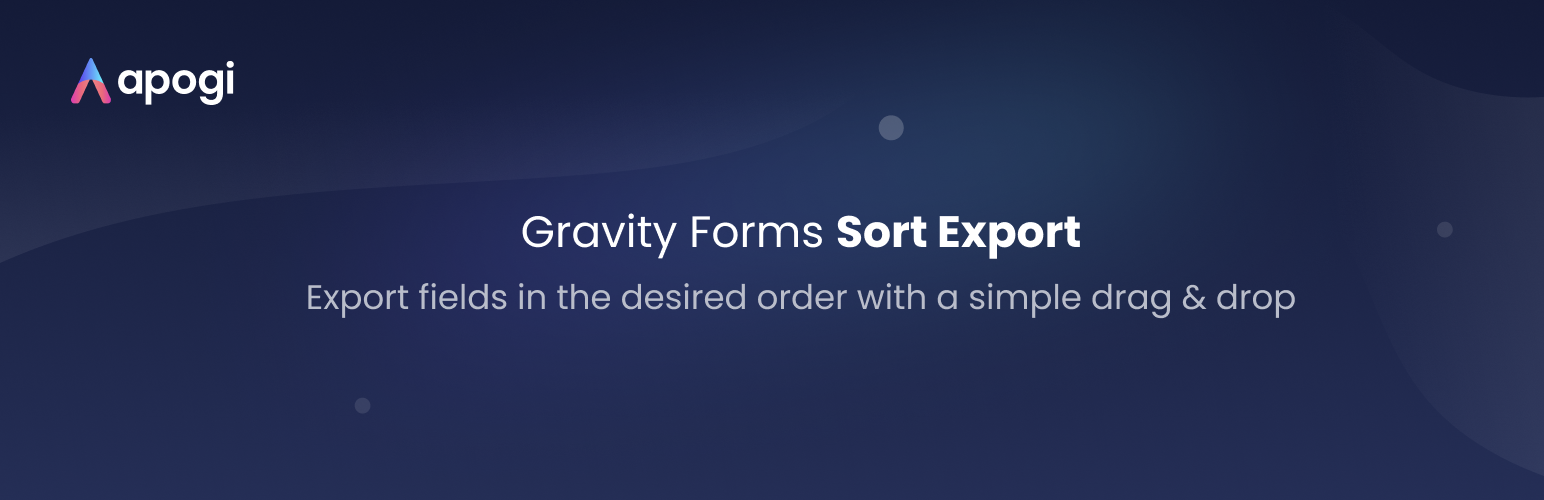 apogi
Gravity Forms Sort Export
Export fields in the desired order with a simple drag & drop